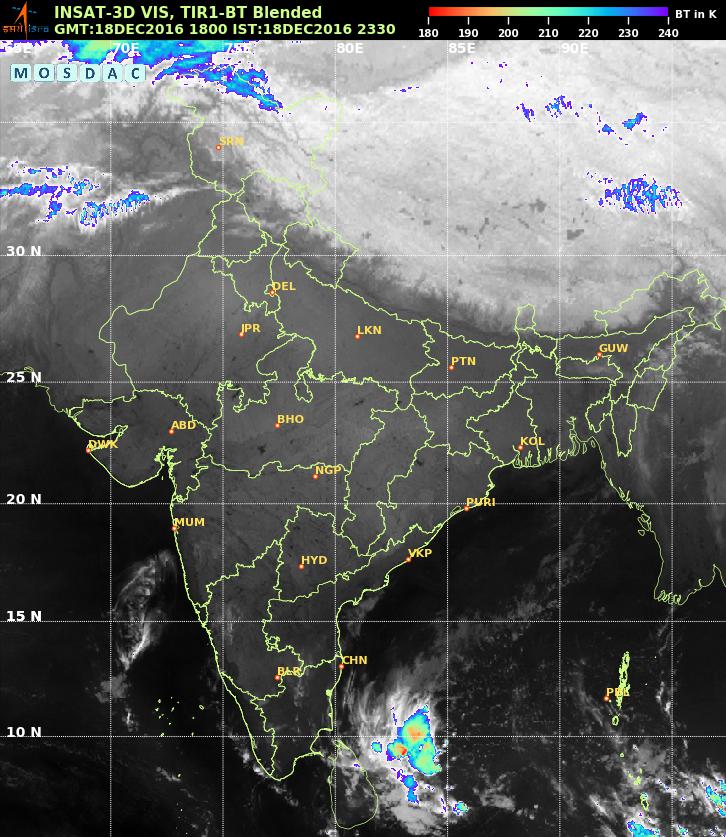 INSAT-3D VIS, TIR1-BT Blended
GMT:18DEC2016 1800 IST:18DEC2016 2330
BT in K
180 190 200 210 220 230 240
70E 75E 80E 85E 90E
M O S D A C
SRN
30 N
DEL
JPR LKN
GUW
PTN
25 N
ABD BHO
DWK KOL
NGP
20 N PURI
MUM
VKP
HYD
15 N
CHN
BLR
PBL
10 N